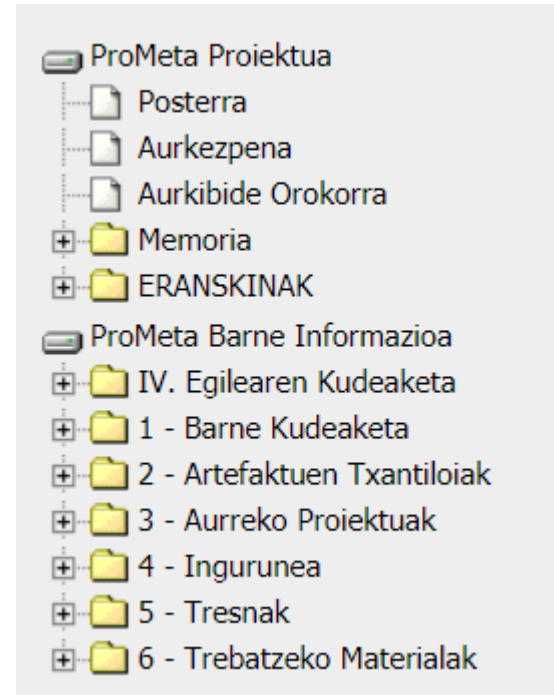 ProMeta Proiektua
Posterra
Aurkezpena
Aurkibide Orokorra
Memoria
ERANSKINAK
ProMeta Barne Informazioa
IV. Egilearen Kudeaketa
1 - Barne Kudeaketa
2 - Artefaktuen Txantiloiak
3 - Aurreko Proiektuak
4 - Ingurunea
5 - Tresnak
6 - Trebatzeko Materialak